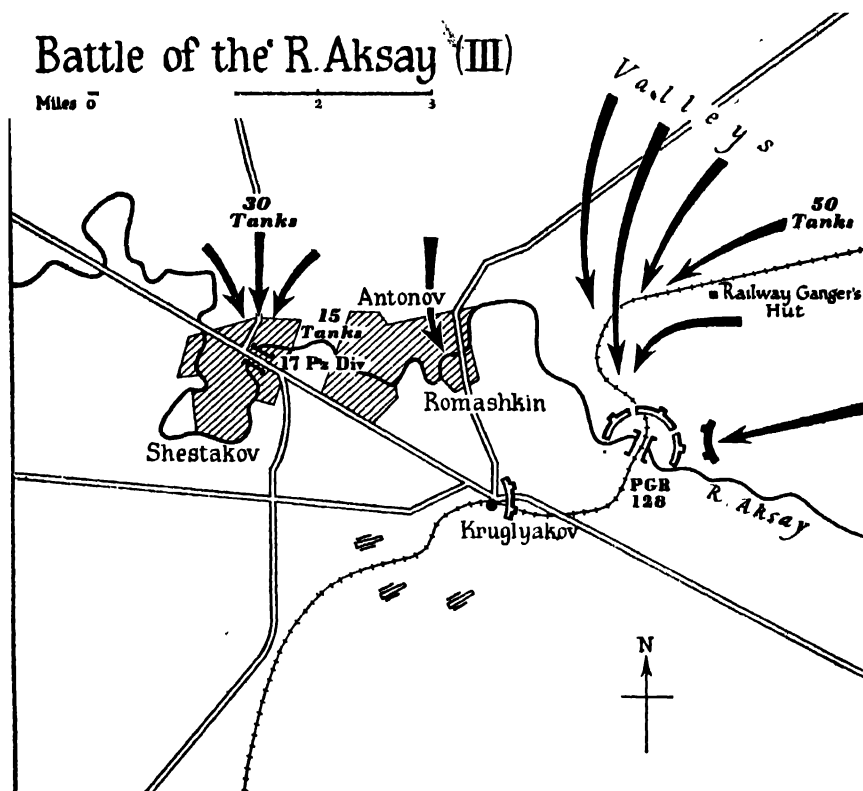 Battle of the R. Aksay (III)
Miles 0 2 3
Valleys
30
Tanks
50
Tanks
Antonov
Railway Ganger's
Hut
15
Tanks
17 Pz Div
Romashkin
Shestakov
PGR
128
R. Aksay
Kruglyakov
N